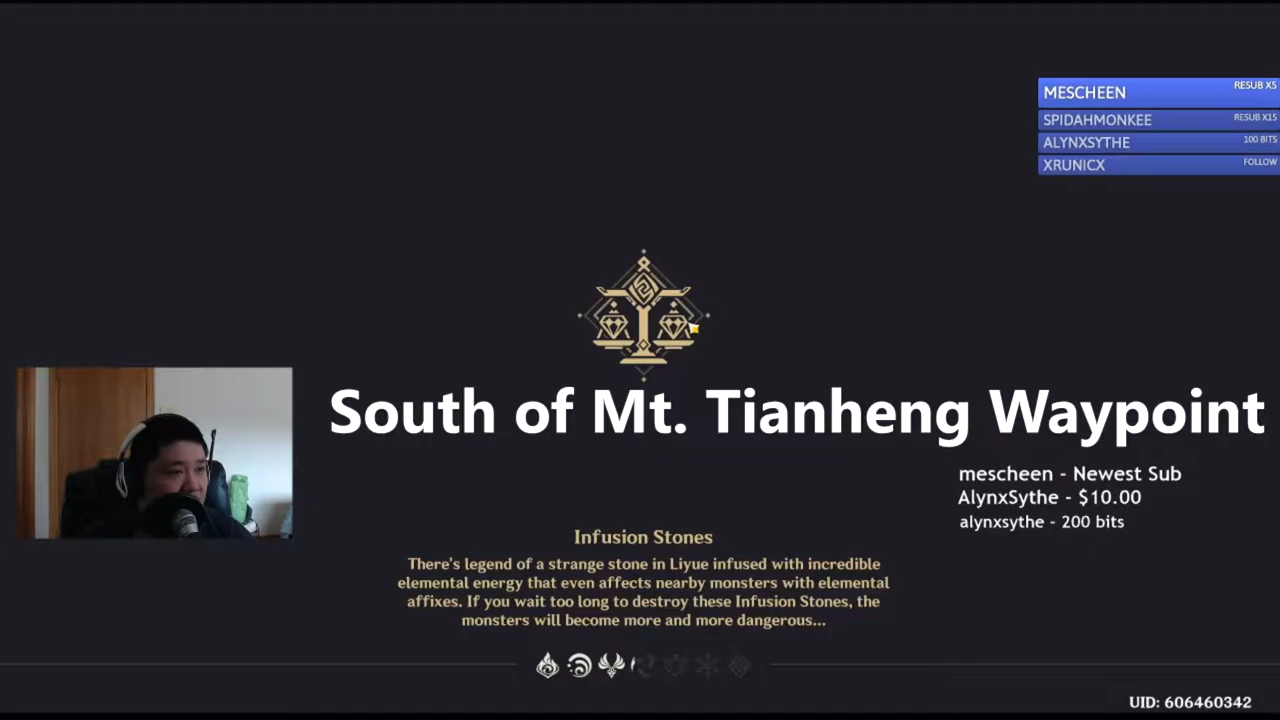 MESCHEEN RESUB X5
SPIDAHMONKEE RESUB X15
ALYNXSYTHE 100 BITS
XRUNICX FOLLOW
South of Mt. Tianheng Waypoint
mescheen - Newest Sub
AlynxSythe - $10.00
alynxsythe - 200 bits
Infusion Stones
There's legend of a strange stone in Liyue infused with incredible
elemental energy that even affects nearby monsters with elemental
affixes. If you wait too long to destroy these Infusion Stones, the
monsters will become more and more dangerous...
UID: 606460342